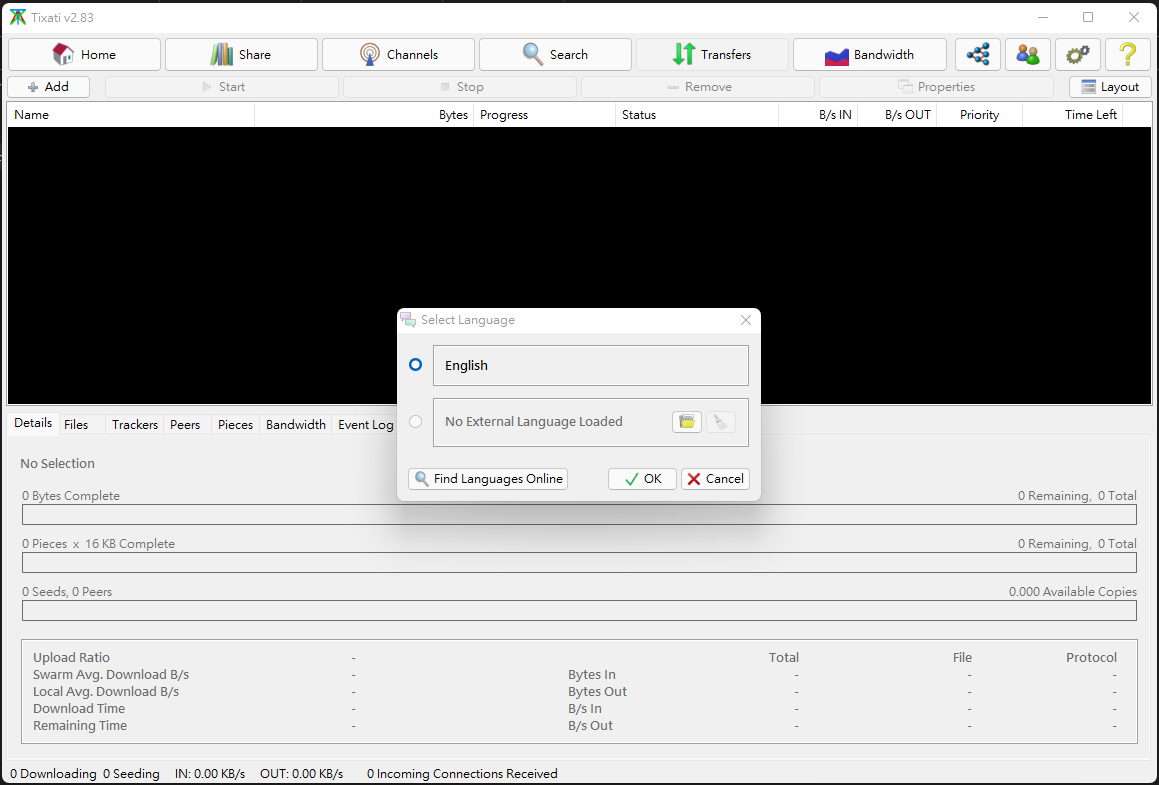 Tixati v2.83
Home Share Channels Search Transfers Bandwidth
Add Start Stop Remove Properties Layout
Name Bytes Progress Status B/s IN B/s OUT Priority Time Left
Select Language
English
No External Language Loaded
Find Languages Online OK Cancel
Details Files Trackers Peers Pieces Bandwidth Event Log
No Selection
0 Bytes Complete 0 Remaining, 0 Total
0 Pieces x 16 KB Complete 0 Remaining, 0 Total
0 Seeds, 0 Peers 0.000 Available Copies
Upload Ratio - Total File Protocol
Swarm Avg. Download B/s - Bytes In - - -
Local Avg. Download B/s - Bytes Out - - -
Download Time - B/s In - - -
Remaining Time - B/s Out - - -
0 Downloading 0 Seeding IN: 0.00 KB/s OUT: 0.00 KB/s 0 Incoming Connections Received